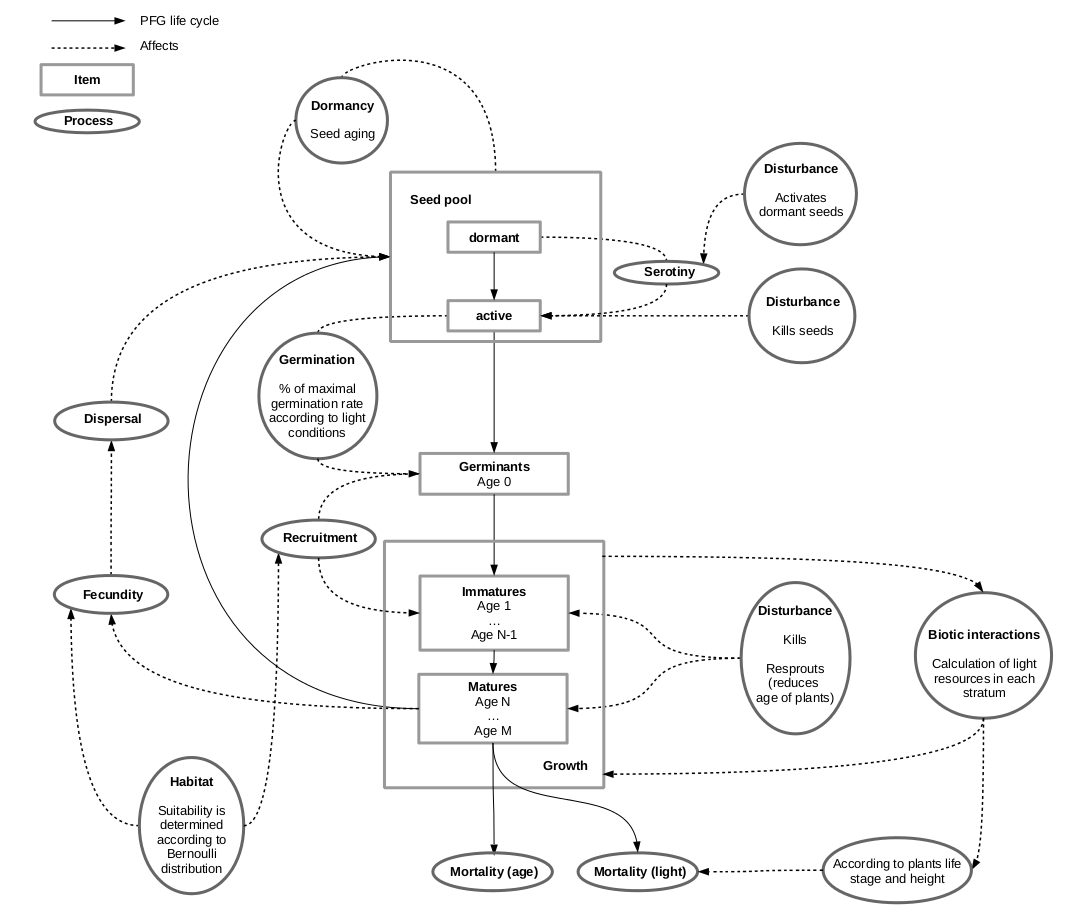 PFG life cycle
Affects
Item
Process
Dormancy
Seed aging
Seed pool
dormant
active
Serotiny
Disturbance
Activates
dormant seeds
Disturbance
Kills seeds
Germination
% of maximal
germination rate
according to light
conditions
Dispersal
Germinants
Age 0
Recruitment
Fecundity
Immatures
Age 1
...
Age N-1
Matures
Age N
...
Age M
Growth
Disturbance
Kills
Resprouts
(reduces
age of plants)
Biotic interactions
Calculation of light
resources in each
stratum
Habitat
Suitability is
determined
according to
Bernoulli
distribution
Mortality (age)
Mortality (light)
According to plants life
stage and height